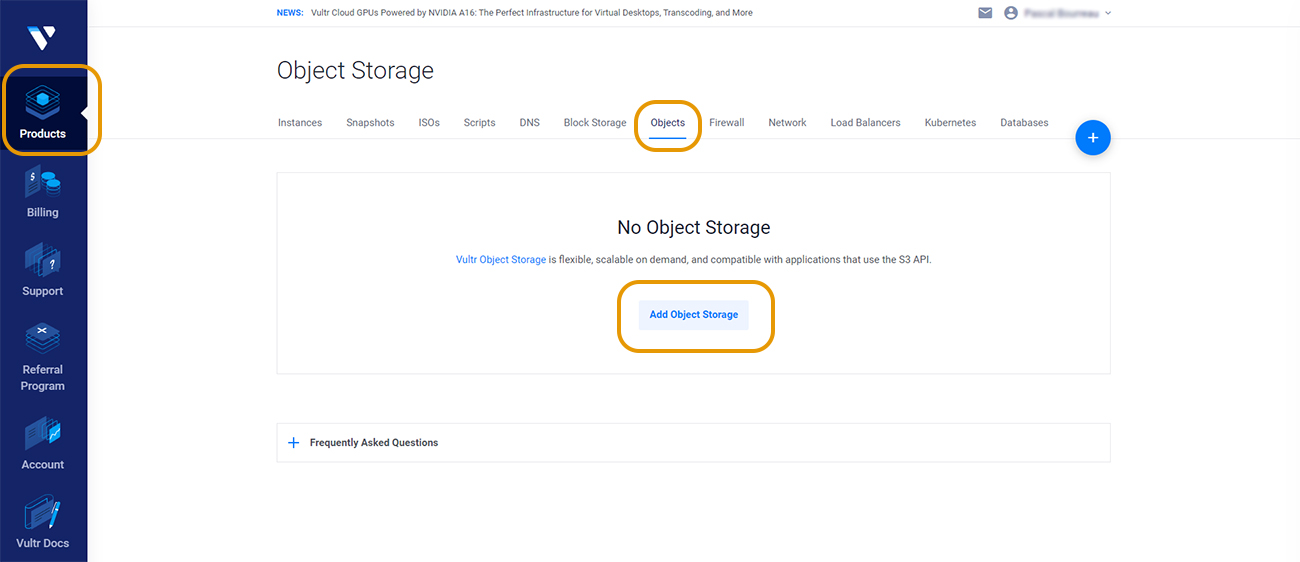 NEWS: Vultr Cloud GPUs Powered by NVIDIA A16: The Perfect Infrastructure for Virtual Desktops, Transcoding, and More
Object Storage
Products
Instances Snapshots ISOs Scripts DNS Block Storage Objects Firewall Network Load Balancers Kubernetes Databases
+
Billing
No Object Storage
Vultr Object Storage is flexible, scalable on demand, and compatible with applications that use the S3 API.
Support
Add Object Storage
Referral
Program
+ Frequently Asked Questions
Account
Vultr Docs